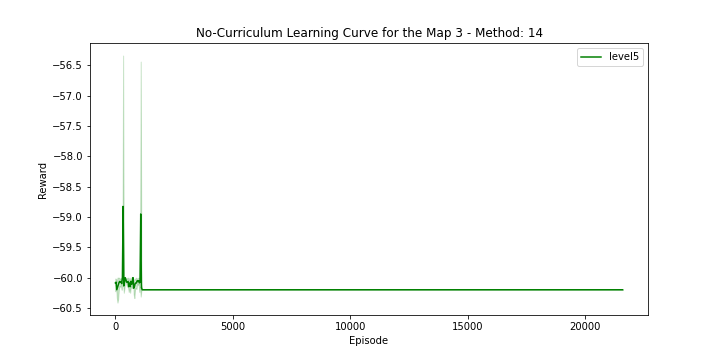 No-Curriculum Learning Curve for the Map 3 - Method: 14
level5
−56.5
−57.0
−57.5
−58.0
−58.5
−59.0
−59.5
−60.0
−60.5
Reward
0 5000 10000 15000 20000
Episode